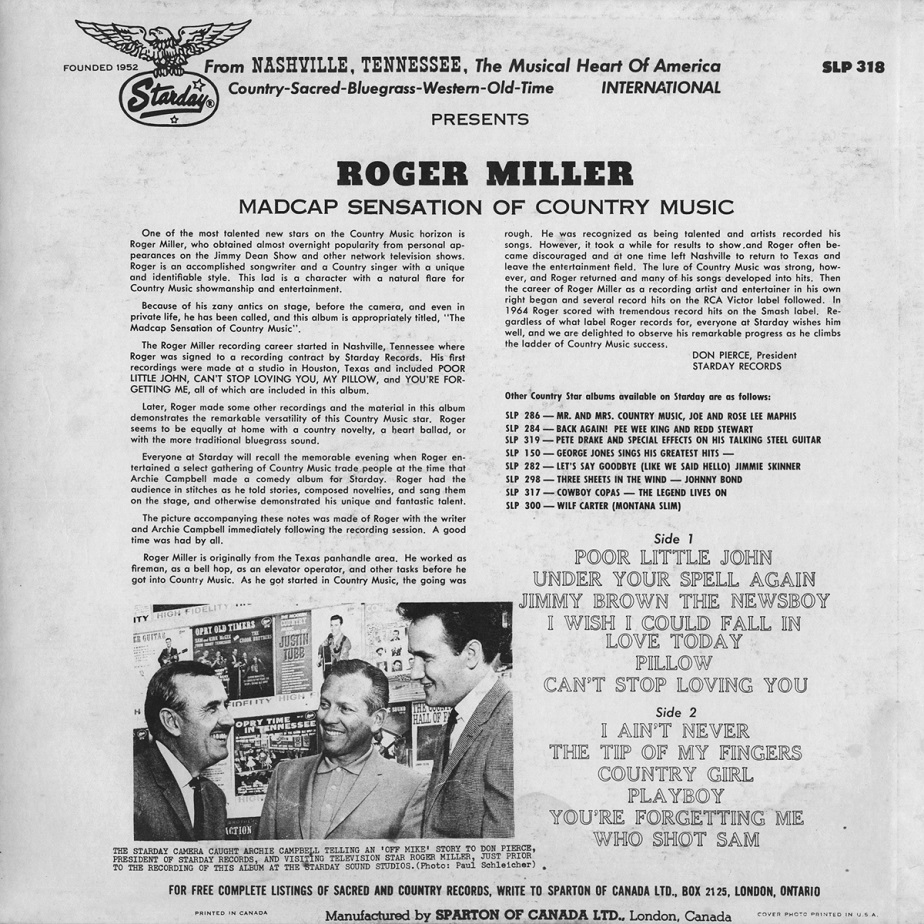 FOUNDED 1952
Starday®
From NASHVILLE, TENNESSEE, The Musical Heart Of America
Country-Sacred-Bluegrass-Western-Old-Time INTERNATIONAL
SLP 318
PRESENTS
ROGER MILLER
MADCAP SENSATION OF COUNTRY MUSIC
One of the most talented new stars on the Country Music horizon is
Roger Miller, who obtained almost overnight popularity from personal ap-
pearances on the Jimmy Dean Show and other network television shows.
Roger is an accomplished songwriter and a Country singer with a unique
and identifiable style. This lad is a character with a natural flare for
Country Music showmanship and entertainment.
Because of his zany antics on stage, before the camera, and even in
private life, he has been called, and this album is appropriately titled, "The
Madcap Sensation of Country Music".
The Roger Miller recording career started in Nashville, Tennessee where
Roger was signed to a recording contract by Starday Records. His first
recordings were made at a studio in Houston, Texas and included POOR
LITTLE JOHN, CAN'T STOP LOVING YOU, MY PILLOW, and YOU'RE FOR-
GETTING ME, all of which are included in this album.
Later, Roger made some other recordings and the material in this album
demonstrates the remarkable versatility of this Country Music star. Roger
seems to be equally at home with a country novelty, a heart ballad, or
with the more traditional bluegrass sound.
Everyone at Starday will recall the memorable evening when Roger en-
tertained a select gathering of Country Music trade people at the time that
Archie Campbell made a comedy album for Starday. Roger had the
audience in stitches as he told stories, composed novelties, and sang them
on the stage, and otherwise demonstrated his unique and fantastic talent.
The picture accompanying these notes was made of Roger with the writer
and Archie Campbell immediately following the recording session. A good
time was had by all.
Roger Miller is originally from the Texas panhandle area. He worked as
fireman, as a bell hop, as an elevator operator, and other tasks before he
got into Country Music. As he got started in Country Music, the going was
rough. He was recognized as being talented and artists recorded his
songs. However, it took a while for results to show,and Roger often be-
came discouraged and at one time left Nashville to return to Texas and
leave the entertainment field. The lure of Country Music was strong, how-
ever, and Roger returned and many of his songs developed into hits. Then
the career of Roger Miller as a recording artist and entertainer in his own
right began and several record hits on the RCA Victor label followed. In
1964 Roger scored with tremendous record hits on the Smash label. Re-
gardless of what label Roger records for, everyone at Starday wishes him
well, and we are delighted to observe his remarkable progress as he climbs
the ladder of Country Music success.
DON PIERCE, President
STARDAY RECORDS
Other Country Star albums available on Starday are as follows:
SLP 286 — MR. AND MRS. COUNTRY MUSIC, JOE AND ROSE LEE MAPHIS
SLP 284 — BACK AGAIN! PEE WEE KING AND REDD STEWART
SLP 319 — PETE DRAKE AND SPECIAL EFFECTS ON HIS TALKING STEEL GUITAR
SLP 150 — GEORGE JONES SINGS HIS GREATEST HITS —
SLP 282 — LET'S SAY GOODBYE (LIKE WE SAID HELLO) JIMMIE SKINNER
SLP 298 — THREE SHEETS IN THE WIND — JOHNNY BOND
SLP 317 — COWBOY COPAS — THE LEGEND LIVES ON
SLP 300 — WILF CARTER (MONTANA SLIM)
Side 1
POOR LITTLE JOHN
UNDER YOUR SPELL AGAIN
JIMMY BROWN THE NEWSBOY
I WISH I COULD FALL IN
LOVE TODAY
PILLOW
CAN'T STOP LOVING YOU
Side 2
I AIN'T NEVER
THE TIP OF MY FINGERS
COUNTRY GIRL
PLAYBOY
YOU'RE FORGETTING ME
WHO SHOT SAM
ITY HIGH FIDELITY
OPRY OLD TIMERS
JUSTIN
TUBB
FIDELITY HIGH
OPRY TIME
IN TENNESSEE
HALL OF
ACTION
THE STARDAY CAMERA CAUGHT ARCHIE CAMPBELL TELLING AN 'OFF MIKE' STORY TO DON PIERCE,
PRESIDENT OF STARDAY RECORDS, AND VISITING TELEVISION STAR ROGER MILLER, JUST PRIOR
TO THE RECORDING OF THIS ALBUM AT THE STARDAY SOUND STUDIOS.(Photo: Paul Schleicher)
FOR FREE COMPLETE LISTINGS OF SACRED AND COUNTRY RECORDS, WRITE TO SPARTON OF CANADA LTD., BOX 2125, LONDON, ONTARIO
PRINTED IN CANADA
Manufactured by SPARTON OF CANADA LTD., London, Canada
COVER PHOTO PRINTED IN U.S.A.